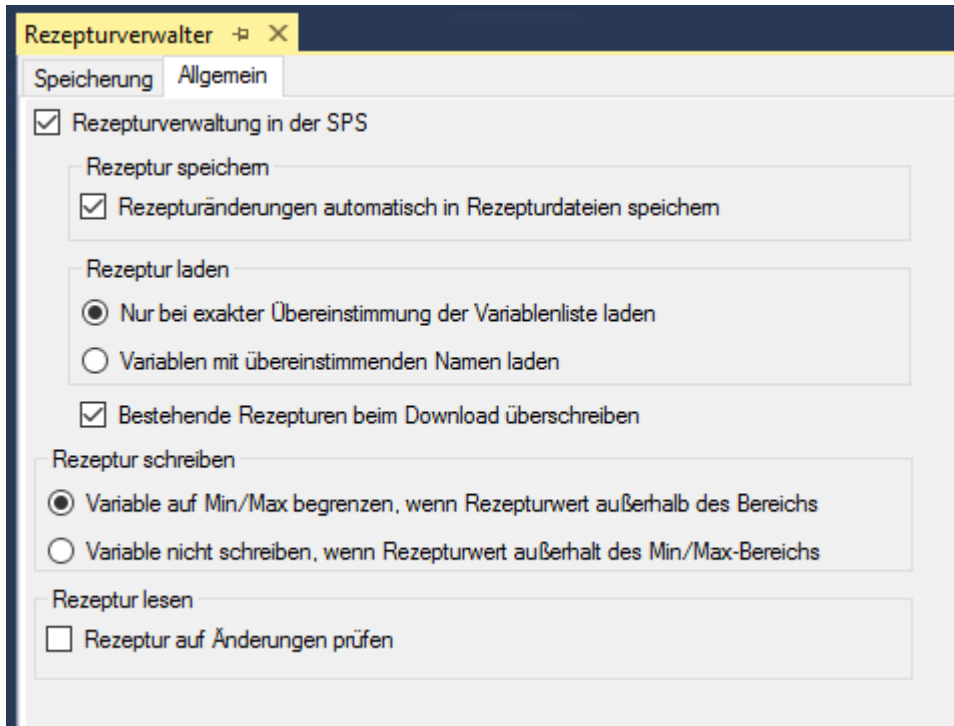 Rezepturverwalter
Speicherung Allgemein
Rezepturverwaltung in der SPS
Rezeptur speichern
Rezepturänderungen automatisch in Rezepturdateien speichern
Rezeptur laden
Nur bei exakter Übereinstimmung der Variablenliste laden
Variablen mit übereinstimmenden Namen laden
Bestehende Rezepturen beim Download überschreiben
Rezeptur schreiben
Variable auf Min/Max begrenzen, wenn Rezepturwert außerhalb des Bereichs
Variable nicht schreiben, wenn Rezepturwert außerhalt des Min/Max-Bereichs
Rezeptur lesen
Rezeptur auf Änderungen prüfen